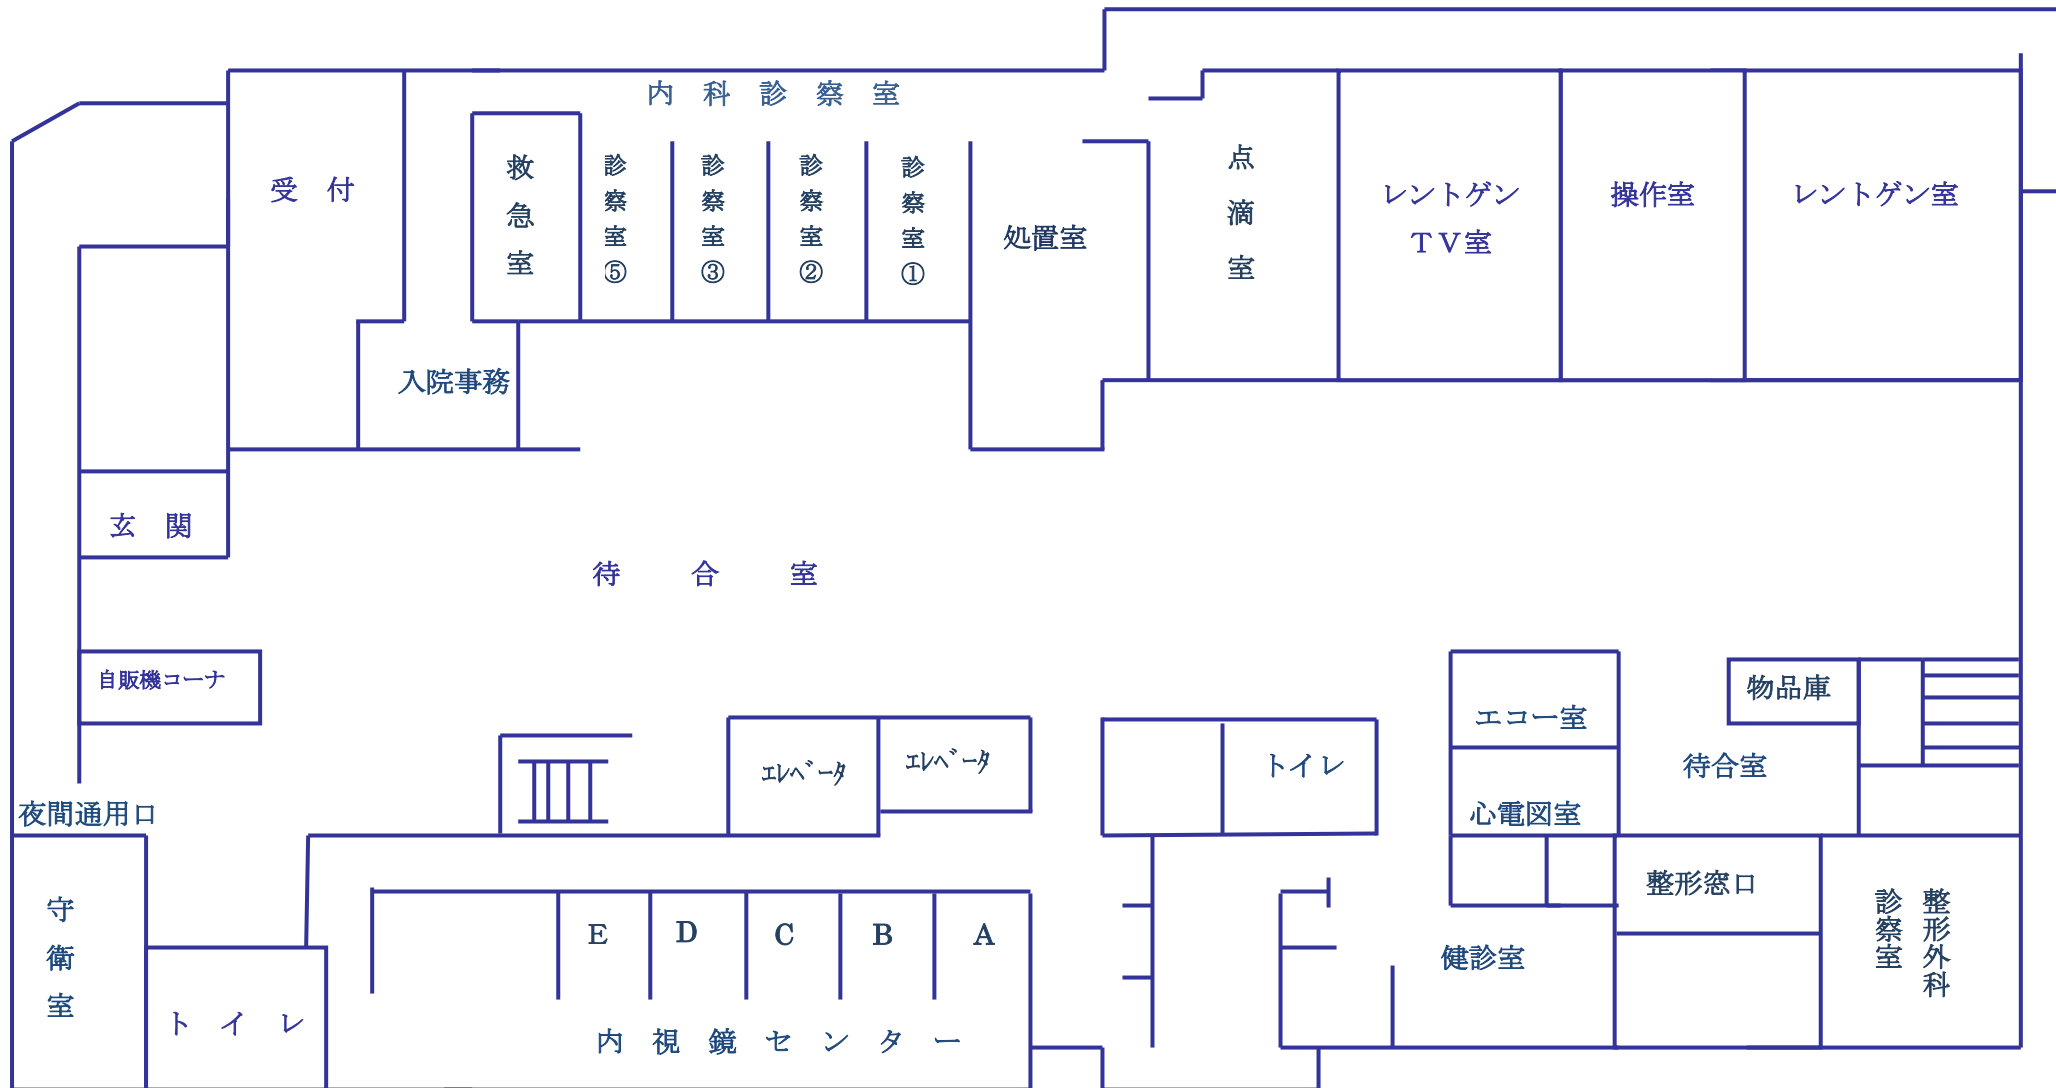 内　科　診　察　室
受　付
救急室
診察室⑤
診察室③
診察室②
診察室①
処置室
点滴室
レントゲン
ＴＶ室
操作室
レントゲン室
入院事務
玄　関
待　合　室
自販機コーナ
エコー室
物品庫
ｴﾚﾍﾞｰﾀ
ｴﾚﾍﾞｰﾀ
トイレ
待合室
夜間通用口
心電図室
整形窓口
整形外科
診察室
守衛室
E
D
C
B
A
健診室
ト　イ　レ
内　視　鏡　セ　ン　タ　ー